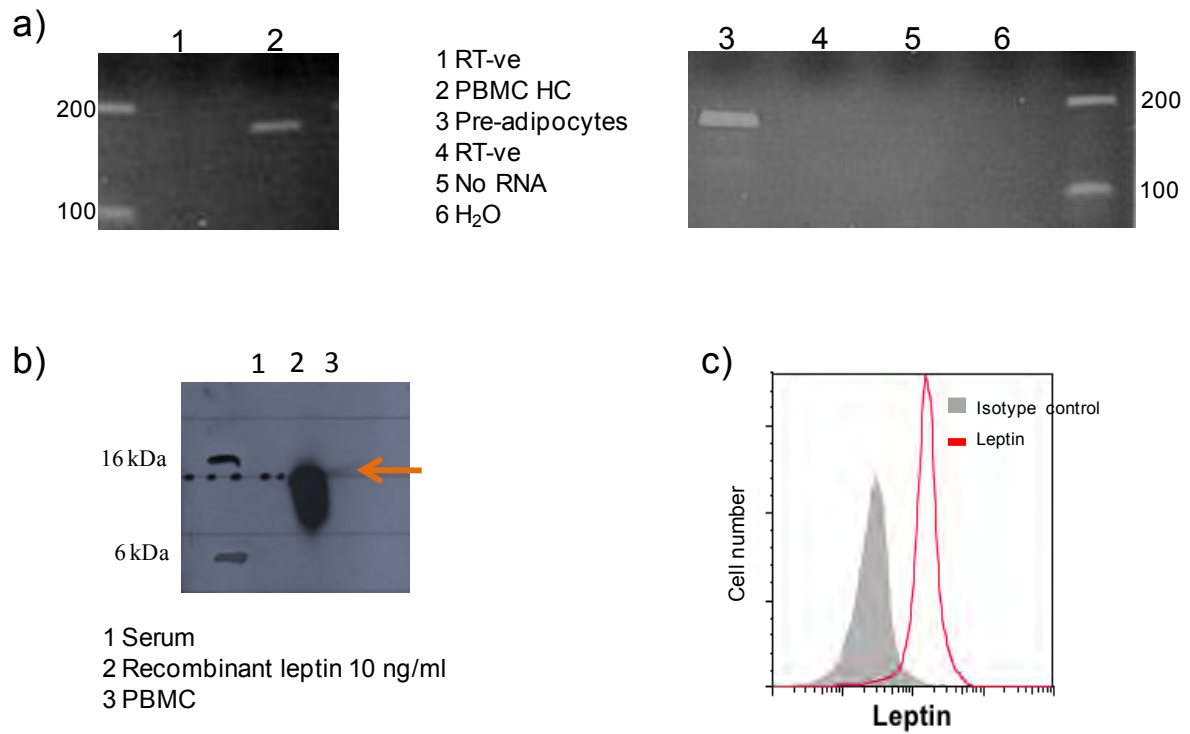 a)
1 2
200
100
1 RT-ve
2 PBMC HC
3 Pre-adipocytes
4 RT-ve
5 No RNA
6 H₂O
3 4 5 6
200
100
b)
1 2 3
16 kDa
6 kDa
1 Serum
2 Recombinant leptin 10 ng/ml
3 PBMC
c)
Isotype control
Leptin
Cell number
Leptin